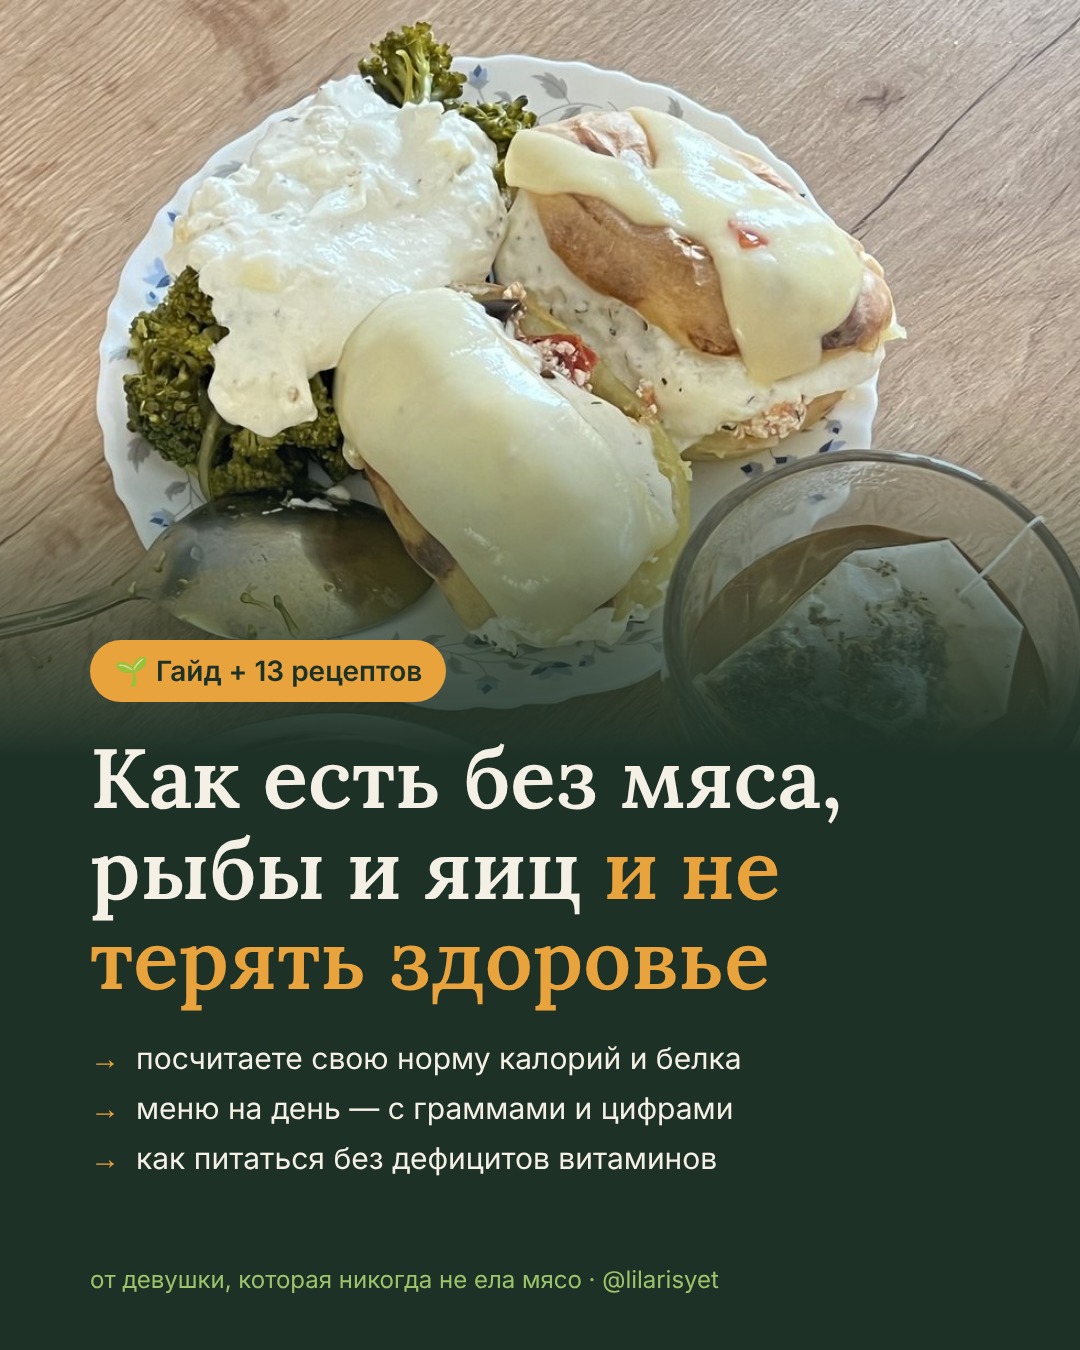 🌱 Гайд + 13 рецептов
Как есть без мяса,
рыбы и яиц и не
терять здоровье
→ посчитаете свою норму калорий и белка
→ меню на день — с граммами и цифрами
→ как питаться без дефицитов витаминов
от девушки, которая никогда не ела мясо · @lilarisyet